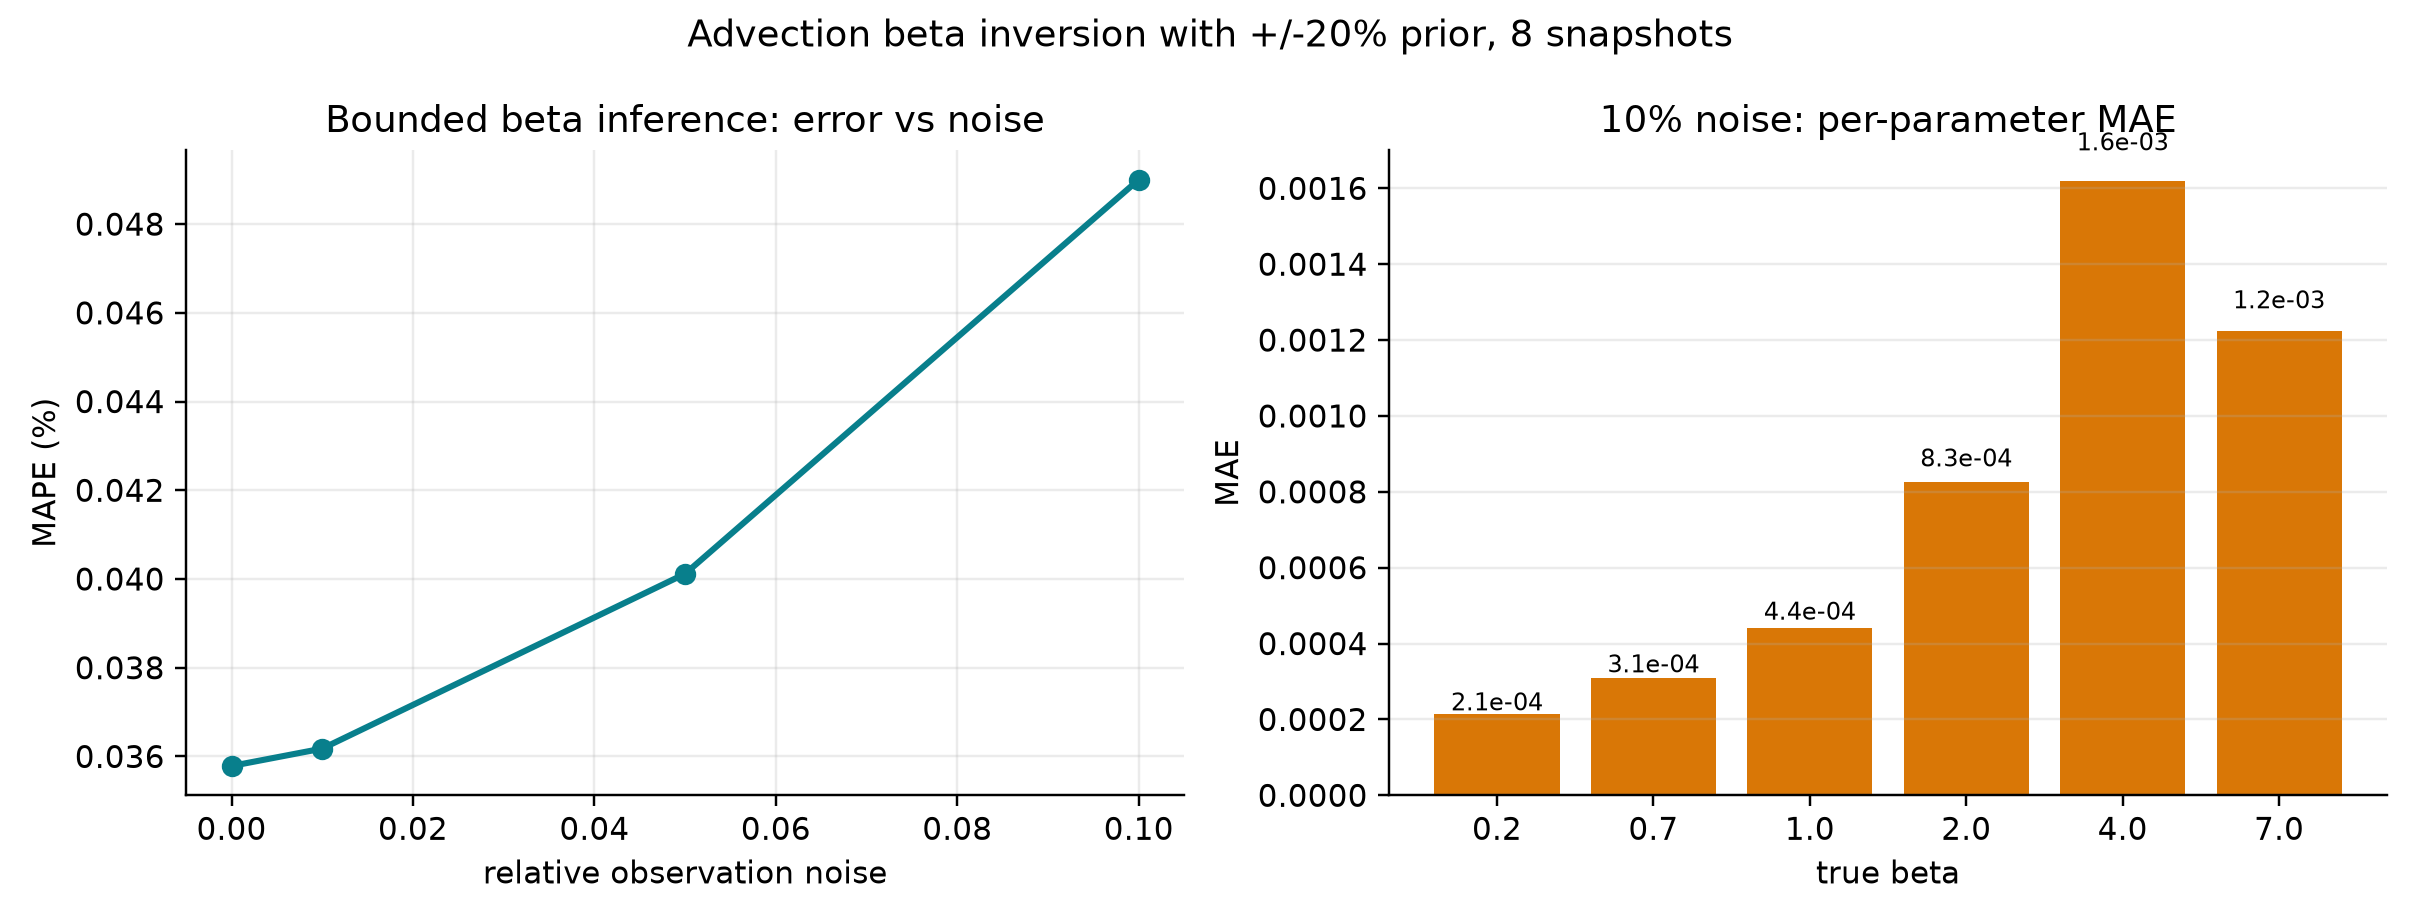 Advection beta inversion with +/-20% prior, 8 snapshots
Bounded beta inference: error vs noise
MAPE (%)
0.048
0.046
0.044
0.042
0.040
0.038
0.036
0.00 0.02 0.04 0.06 0.08 0.10
relative observation noise
10% noise: per-parameter MAE
MAE
0.0016
0.0014
0.0012
0.0010
0.0008
0.0006
0.0004
0.0002
0.0000
2.1e-04
3.1e-04
4.4e-04
8.3e-04
1.6e-03
1.2e-03
0.2 0.7 1.0 2.0 4.0 7.0
true beta